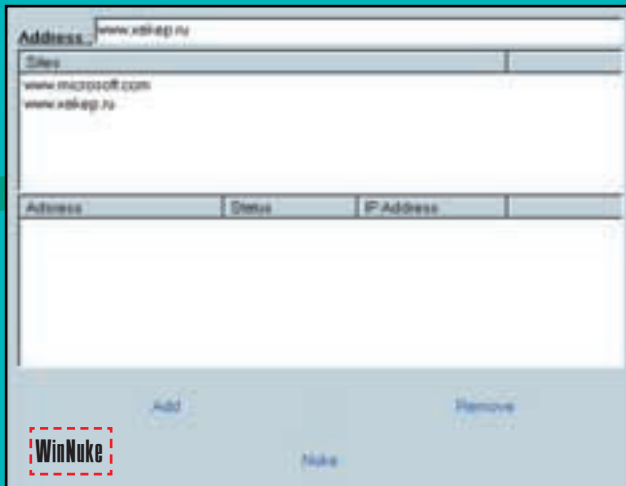 Address: www.xakep.ru
Sites
www.microsoft.com
www.xakep.ru
Address Status IP Address
Add Remove
WinNuke
Nuke